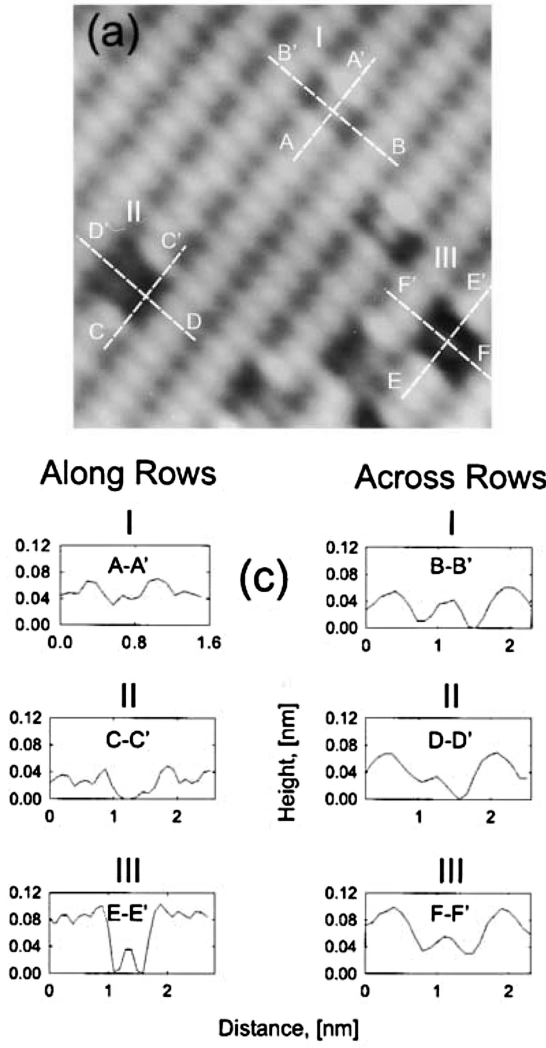 (a)
I
B' A'
A B
II
D' C'
C D
III
F' E'
E F
Along Rows Across Rows
(c)
I I
0.12 A-A' 0.12 B-B'
0.08 0.08
0.04 0.04
0.00 0.00
0.0 0.8 1.6 0 1 2
II II
0.12 C-C' 0.12 D-D'
0.08 0.08
0.04 0.04
0.00 0.00
0 1 2 0 1 2
Height, [nm]
III III
0.12 E-E' 0.12 F-F'
0.08 0.08
0.04 0.04
0.00 0.00
0 1 2 0 1 2
Distance, [nm]